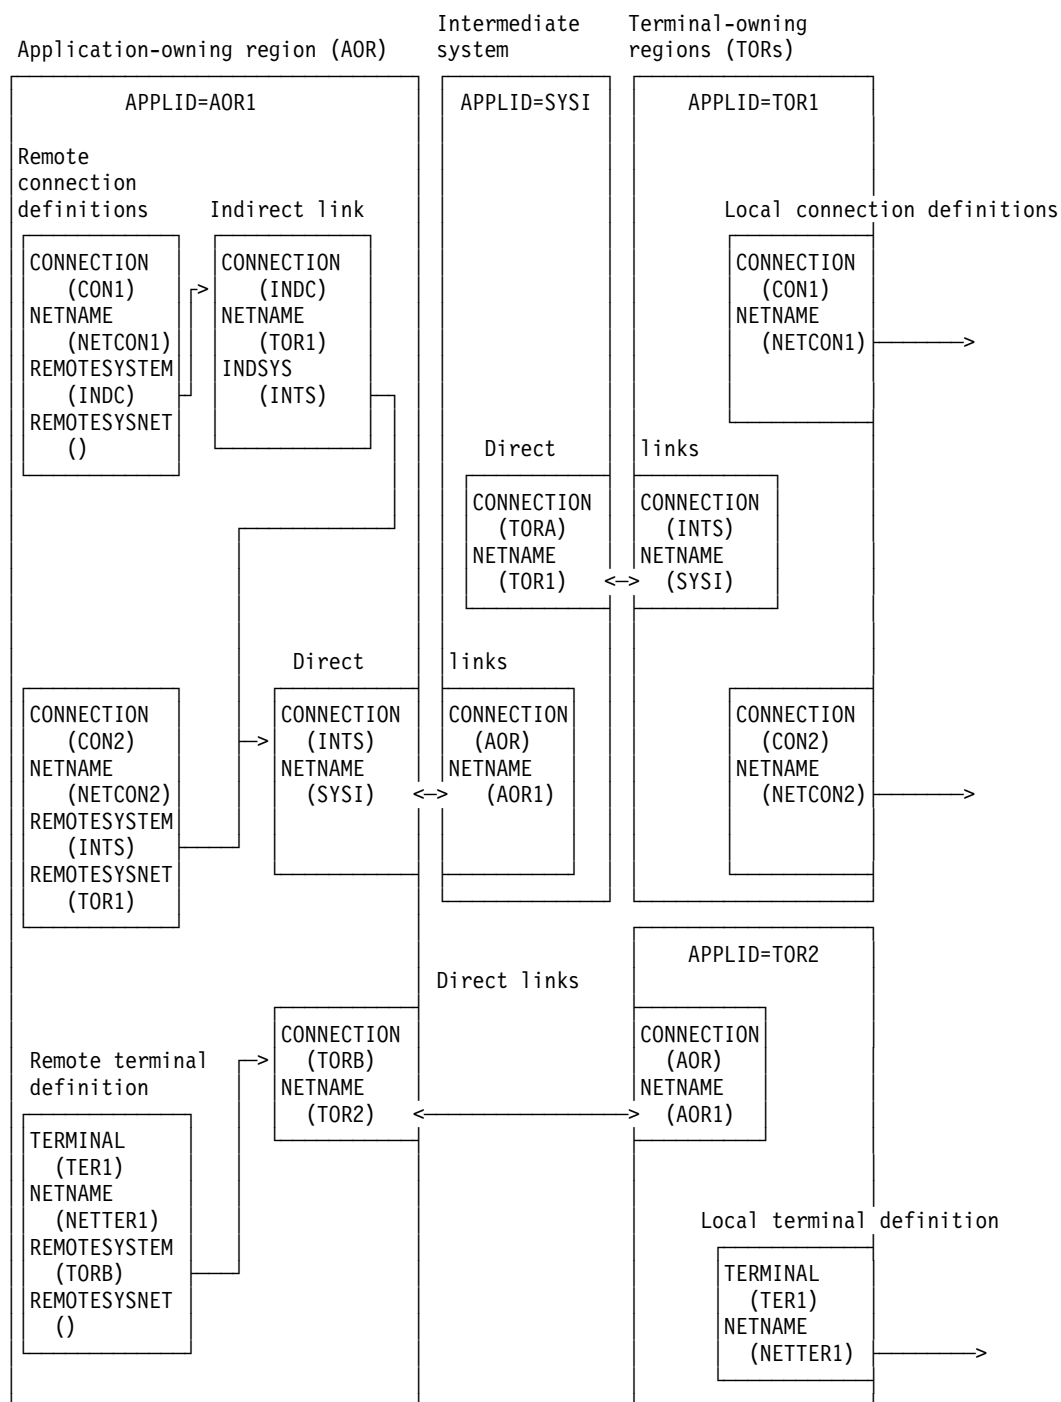 Application-owning region (AOR)
Intermediate
system
Terminal-owning
regions (TORs)
APPLID=AOR1
APPLID=SYSI
APPLID=TOR1
Remote
connection
definitions
Indirect link
Local connection definitions
CONNECTION
(CON1)
NETNAME
(NETCON1)
REMOTESYSTEM
(INDC)
REMOTESYSNET
()
CONNECTION
(INDC)
NETNAME
(TOR1)
INDSYS
(INTS)
CONNECTION
(CON1)
NETNAME
(NETCON1)
Direct links
CONNECTION
(TORA)
NETNAME
(TOR1)
CONNECTION
(INTS)
NETNAME
(SYSI)
Direct links
CONNECTION
(CON2)
NETNAME
(NETCON2)
REMOTESYSTEM
(INTS)
REMOTESYSNET
(TOR1)
CONNECTION
(INTS)
NETNAME
(SYSI)
CONNECTION
(AOR)
NETNAME
(AOR1)
CONNECTION
(CON2)
NETNAME
(NETCON2)
APPLID=TOR2
Direct links
CONNECTION
(TORB)
NETNAME
(TOR2)
CONNECTION
(AOR)
NETNAME
(AOR1)
Remote terminal
definition
TERMINAL
(TER1)
NETNAME
(NETTER1)
REMOTESYSTEM
(TORB)
REMOTESYSNET
()
Local terminal definition
TERMINAL
(TER1)
NETNAME
(NETTER1)